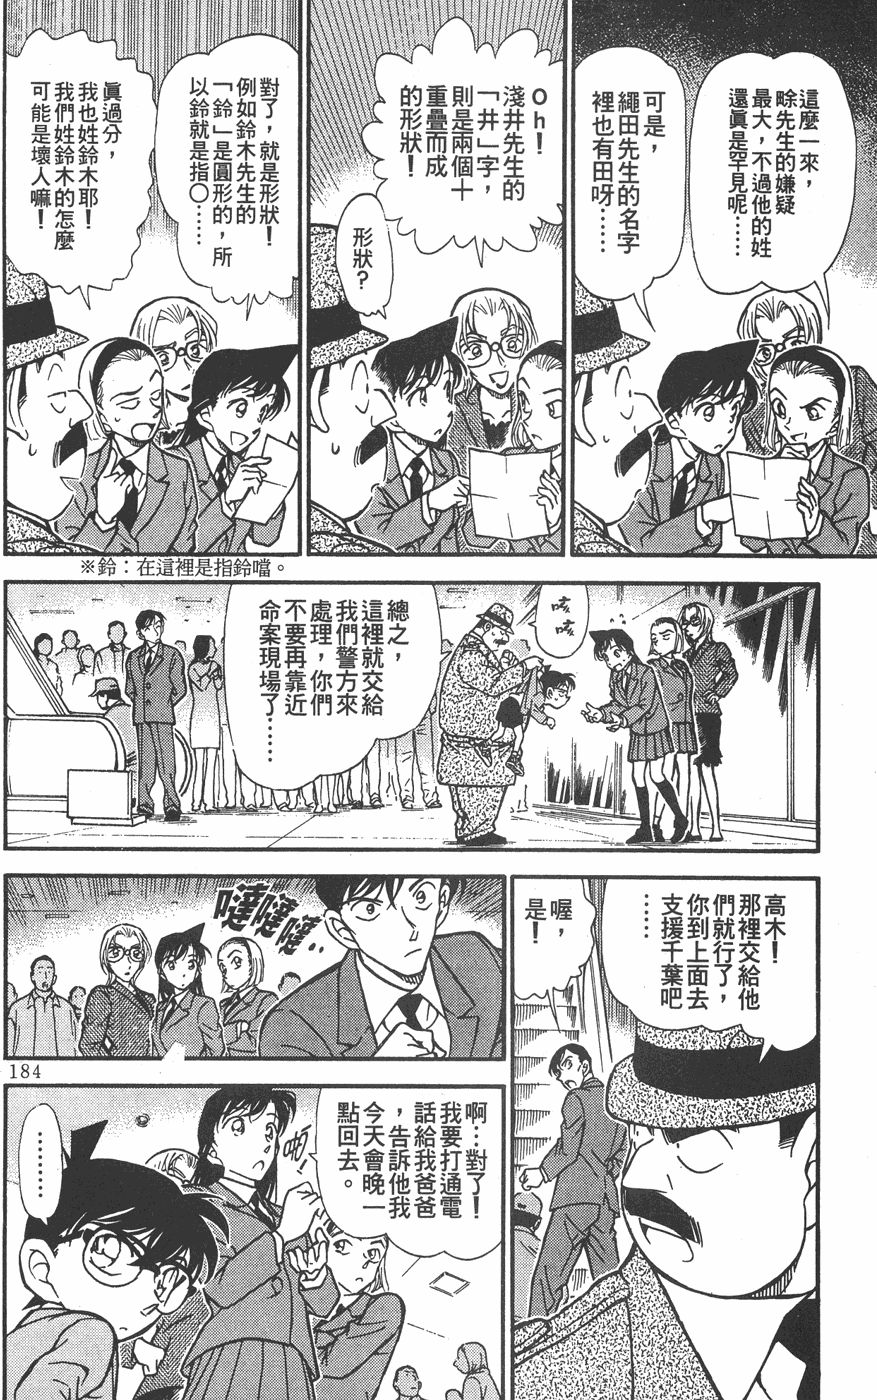 這麼一來，
畭先生的嫌疑
最大，不過他的姓
還眞是罕見呢……
可是，
繩田先生的名字
裡也有田呀……
Oh！
淺井先生的
「井」字，
則是兩個十
重疊而成
的形狀！
形狀？
對了，就是形狀！
例如鈴木先生的
「鈴」是圓形的，所
以鈴就是指○……
眞過分，
我也姓鈴木耶！
我們姓鈴木的怎麼
可能是壞人嘛！
※鈴：在這裡是指鈴噹。
咳
咳
總之，
這裡就交給
我們警方來
處理，你們
不要再靠近
命案現場了……
高木！
那裡交給他
們就行了，
你到上面去
支援千葉吧
……
喔，
是！
噠噠噠‥
184
啊…對了！
我要打通電
話給我爸爸
，告訴他我
今天會晚一
點回去。
啪
……